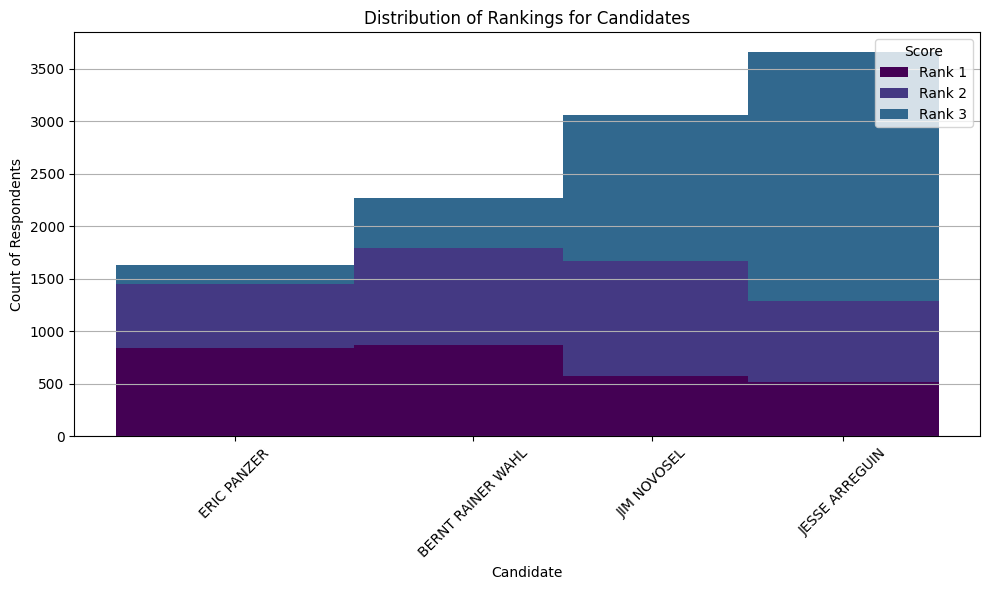 Distribution of Rankings for Candidates
Score
Rank 1
Rank 2
Rank 3
Count of Respondents
3500
3000
2500
2000
1500
1000
500
0
ERIC PANZER
BERNT RAINER WAHL
JIM NOVOSEL
JESSE ARREGUIN
Candidate